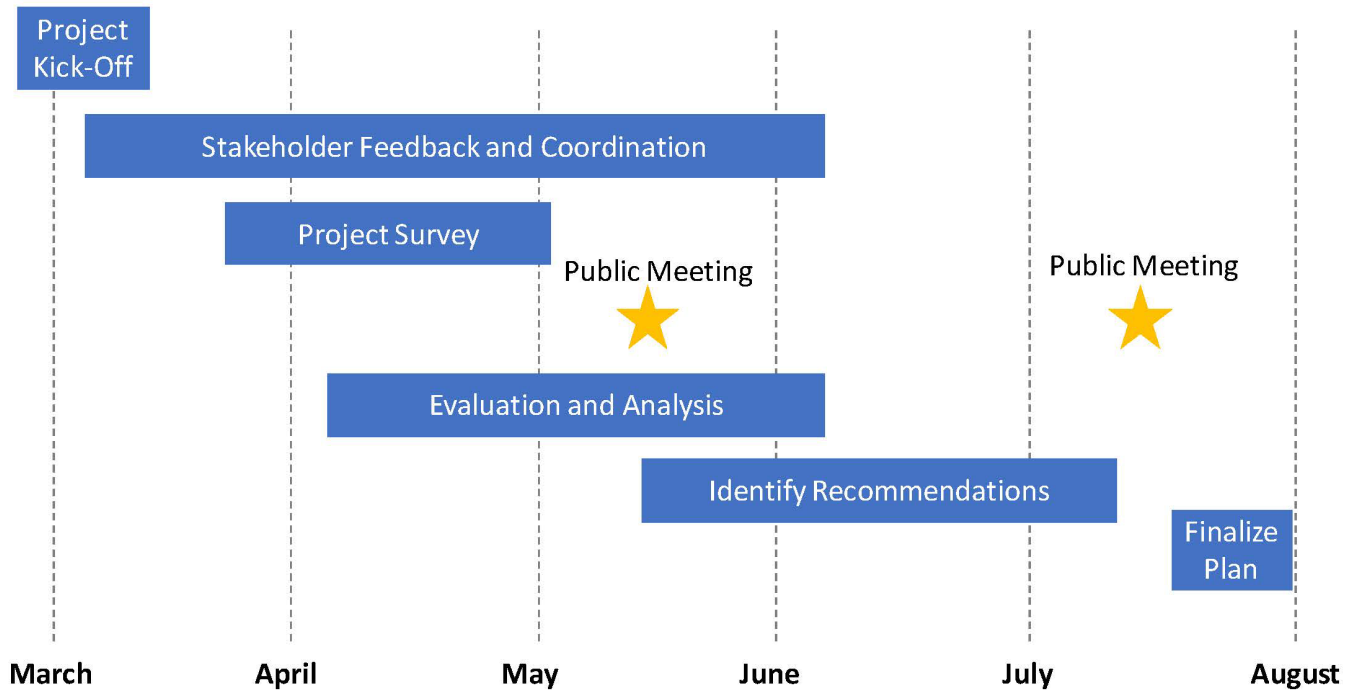 Project
Kick-Off
Stakeholder Feedback and Coordination
Project Survey
Public Meeting
Public Meeting
Evaluation and Analysis
Identify Recommendations
Finalize
Plan
March
April
May
June
July
August